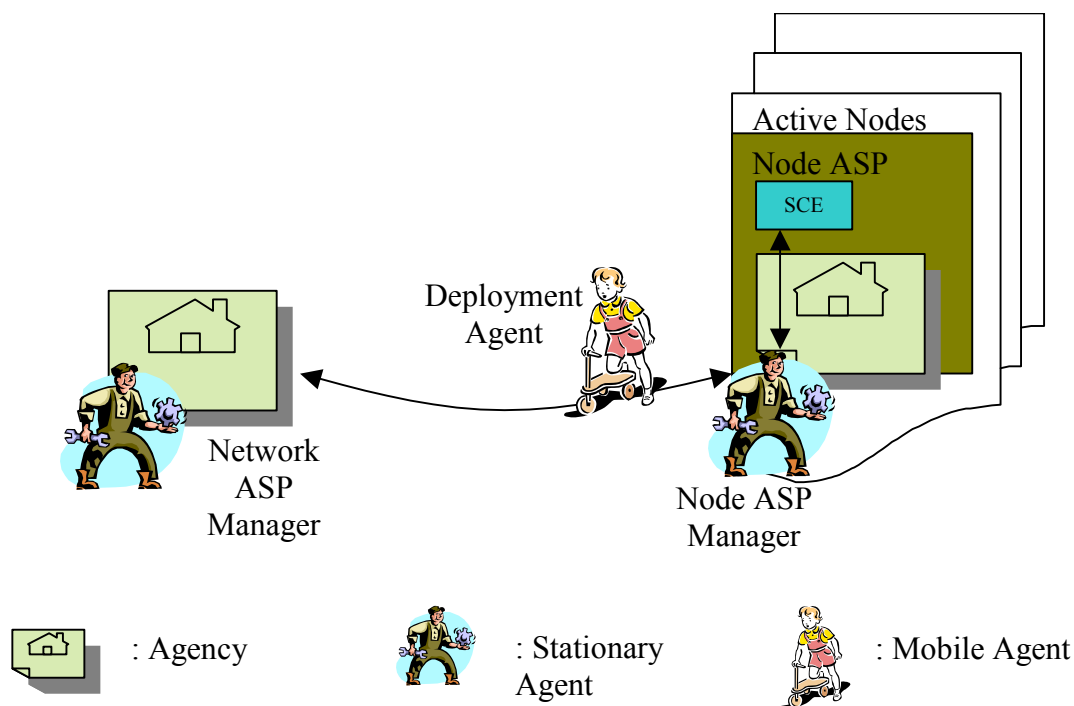 Active Nodes
Node ASP
SCE
Deployment
Agent
Network
ASP
Manager
Node ASP
Manager
: Agency
: Stationary
Agent
: Mobile Agent